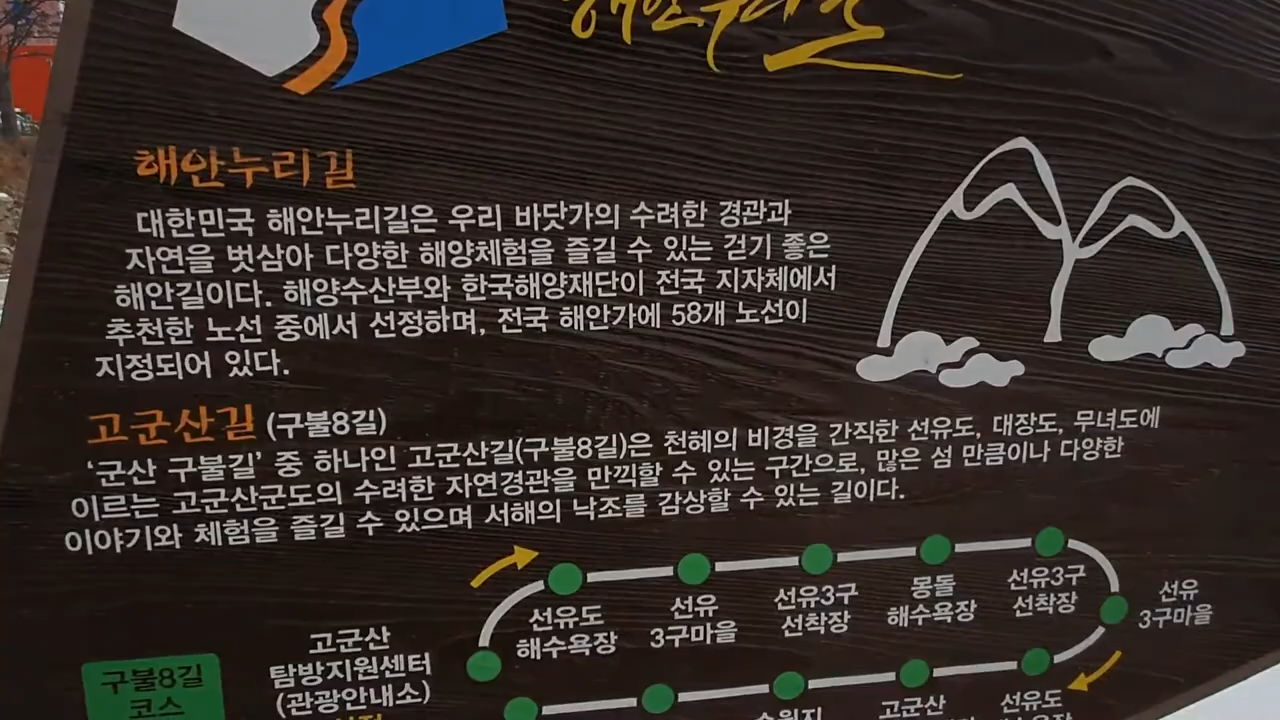 해안누리길
해안누리길
대한민국 해안누리길은 우리 바닷가의 수려한 경관과
자연을 벗삼아 다양한 해양체험을 즐길 수 있는 걷기 좋은
해안길이다. 해양수산부와 한국해양재단이 전국 지자체에서
추천한 노선 중에서 선정하며, 전국 해안가에 58개 노선이
지정되어 있다.
고군산길 (구불8길)
‘군산 구불길’ 중 하나인 고군산길(구불8길)은 천혜의 비경을 간직한 선유도, 대장도, 무녀도에
이르는 고군산군도의 수려한 자연경관을 만끽할 수 있는 구간으로, 많은 섬 만큼이나 다양한
이야기와 체험을 즐길 수 있으며 서해의 낙조를 감상할 수 있는 길이다.
선유도
해수욕장
선유
3구마을
선유3구
선착장
몽돌
해수욕장
선유3구
선착장
선유
3구마을
고군산
탐방지원센터
(관광안내소)
구불8길
코스
고군산
선유도